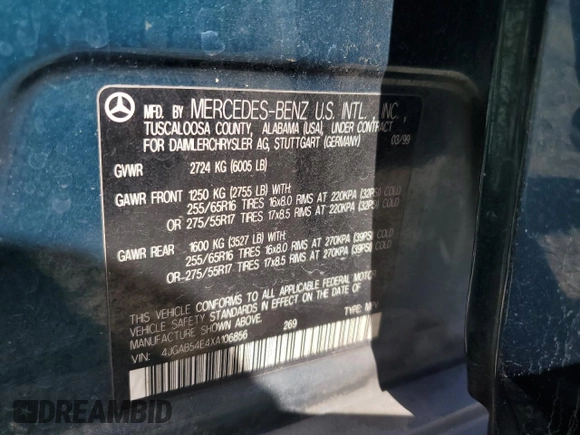 MFD. BY MERCEDES-BENZ U.S. INTL., INC.,
TUSCALOOSA COUNTY, ALABAMA (USA), UNDER CONTRACT
FOR DAIMLERCHRYSLER AG, STUTTGART (GERMANY) 03/99
GVWR 2724 KG (6005 LB)
GAWR FRONT 1250 KG (2755 LB) WITH:
255/65R16 TIRES 16x8.0 RIMS AT 220KPA (32PSI) COLD
OR 275/55R17 TIRES 17x8.5 RIMS AT 220KPA (32PSI) COLD
GAWR REAR 1600 KG (3527 LB) WITH:
255/65R16 TIRES 16x8.0 RIMS AT 270KPA (39PSI) COLD
OR 275/55R17 TIRES 17x8.5 RIMS AT 270KPA (39PSI) COLD
THIS VEHICLE CONFORMS TO ALL APPLICABLE FEDERAL MOTOR
VEHICLE SAFETY STANDARDS IN EFFECT ON THE DATE OF
MANUFACTURE SHOWN ABOVE.
VIN: 4JGAB54E4XA106856 269 TYPE: MPV
DREAMBID